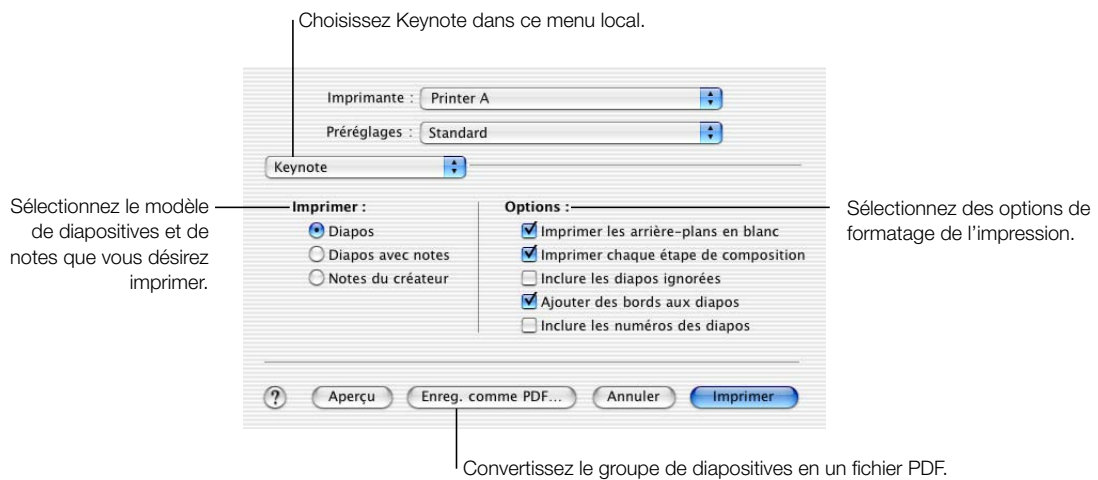 Choisissez Keynote dans ce menu local.
Imprimante : Printer A
Préréglages : Standard
Keynote
Sélectionnez le modèle
de diapositives et de
notes que vous désirez
imprimer.
Imprimer :
Diapos
Diapos avec notes
Notes du créateur
Options :
Imprimer les arrière-plans en blanc
Imprimer chaque étape de composition
Inclure les diapos ignorées
Ajouter des bords aux diapos
Inclure les numéros des diapos
Sélectionnez des options de
formatage de l’impression.
? Aperçu Enreg. comme PDF... Annuler Imprimer
Convertissez le groupe de diapositives en un fichier PDF.